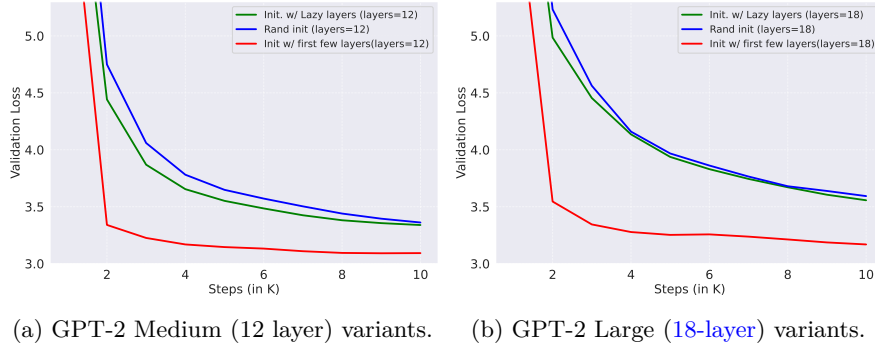 Init. w/ Lazy layers (layers=12)
Rand init (layers=12)
Init w/ first few layers(layers=12)
5.0
4.5
4.0
3.5
3.0
Validation Loss
2
4
6
8
10
Steps (in K)
Init. w/ Lazy layers (layers=18)
Rand init (layers=18)
Init w/ first few layers(layers=18)
5.0
4.5
4.0
3.5
3.0
Validation Loss
2
4
6
8
10
Steps (in K)
(a) GPT-2 Medium (12 layer) variants.
(b) GPT-2 Large (18-layer) variants.